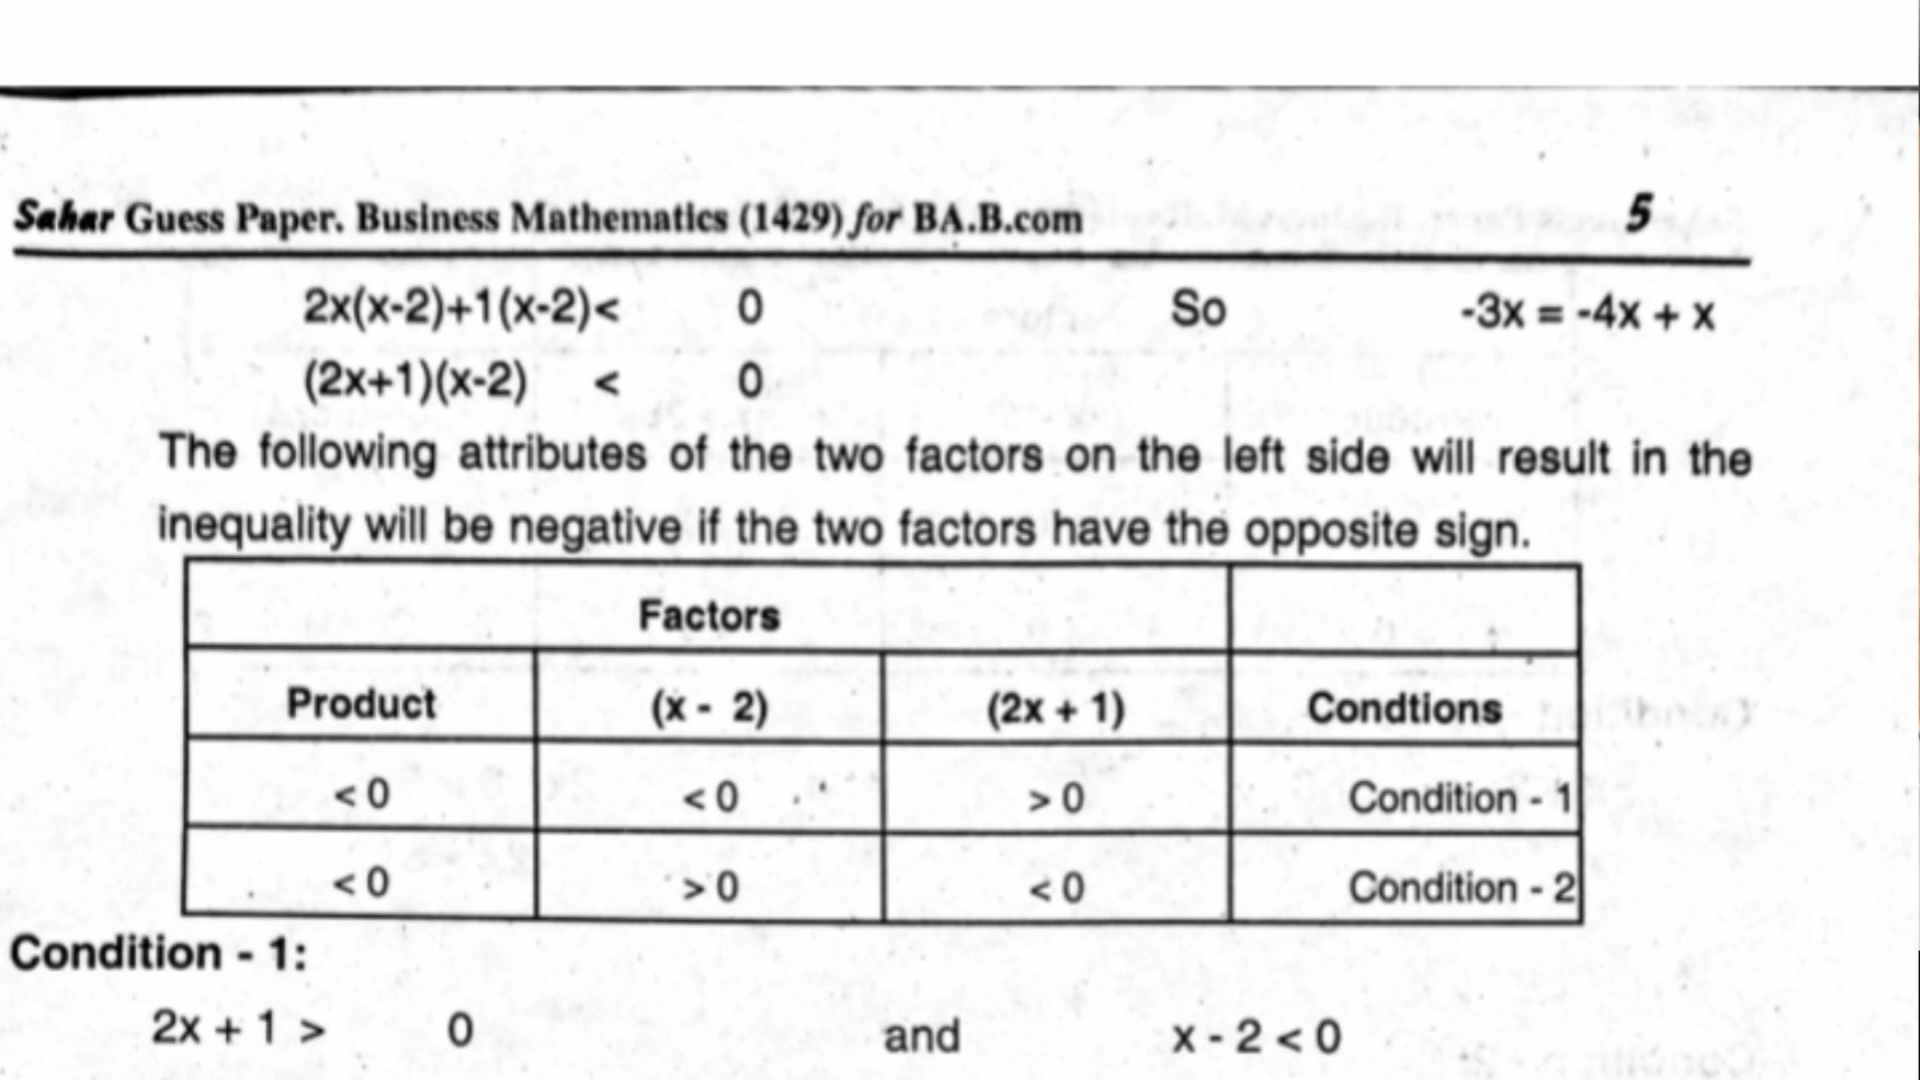 Sahar Guess Paper. Business Mathematics (1429) for BA.B.com 5
2x(x-2)+1(x-2)< 0 So -3x = -4x + x
(2x+1)(x-2) < 0
The following attributes of the two factors on the left side will result in the
inequality will be negative if the two factors have the opposite sign.
Factors
Product (x - 2) (2x + 1) Condtions
< 0 < 0 > 0 Condition - 1
< 0 > 0 < 0 Condition - 2
Condition - 1:
2x + 1 > 0 and x - 2 < 0